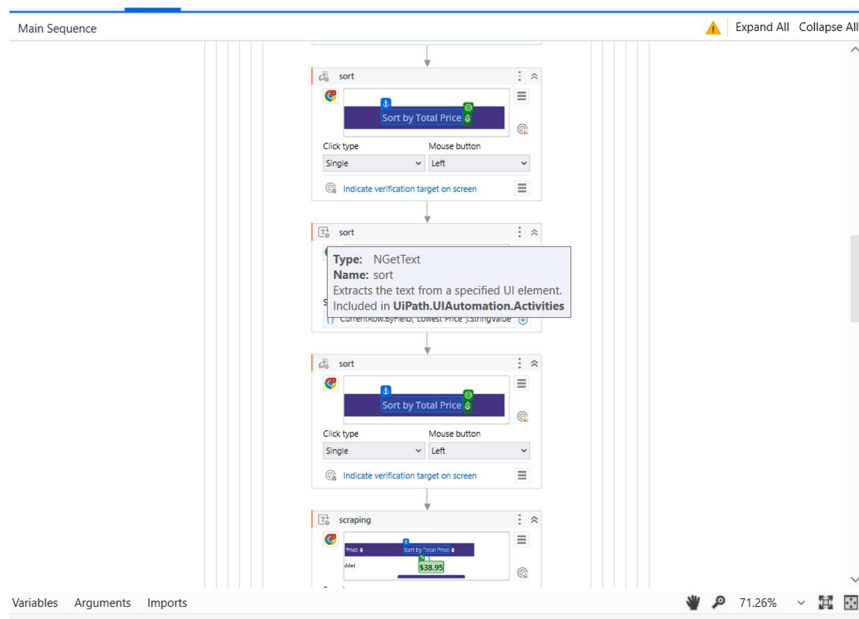 Main Sequence
Expand All Collapse All
sort
Sort by Total Price
Click type Mouse button
Single Left
Indicate verification target on screen
sort
Type: NGetText
Name: sort
Extracts the text from a specified UI element.
Included in UiPath.UIAutomation.Activities
CurrentRow.ByField("Lowest Price").StringValue
sort
Sort by Total Price
Click type Mouse button
Single Left
Indicate verification target on screen
scraping
Price Sort by Total Price
$38.95
Variables Arguments Imports
71.26%